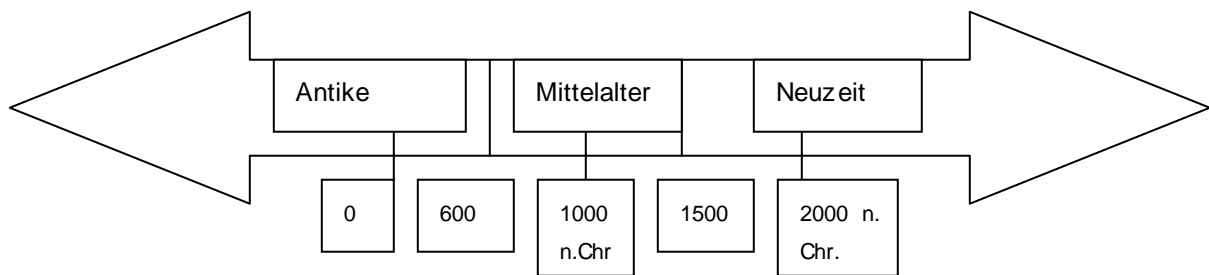 Antike
Mittelalter
Neuzeit
0
600
1000
n.Chr
1500
2000 n.
Chr.